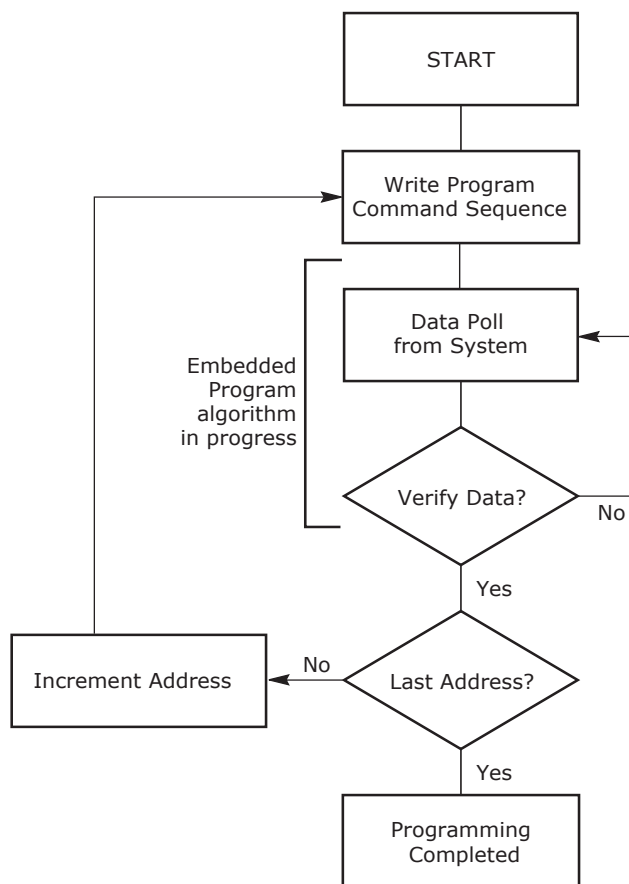 START
Write Program
Command Sequence
Data Poll
from System
Embedded
Program
algorithm
in progress
Verify Data?
No
Yes
No
Increment Address
Last Address?
Yes
Programming
Completed